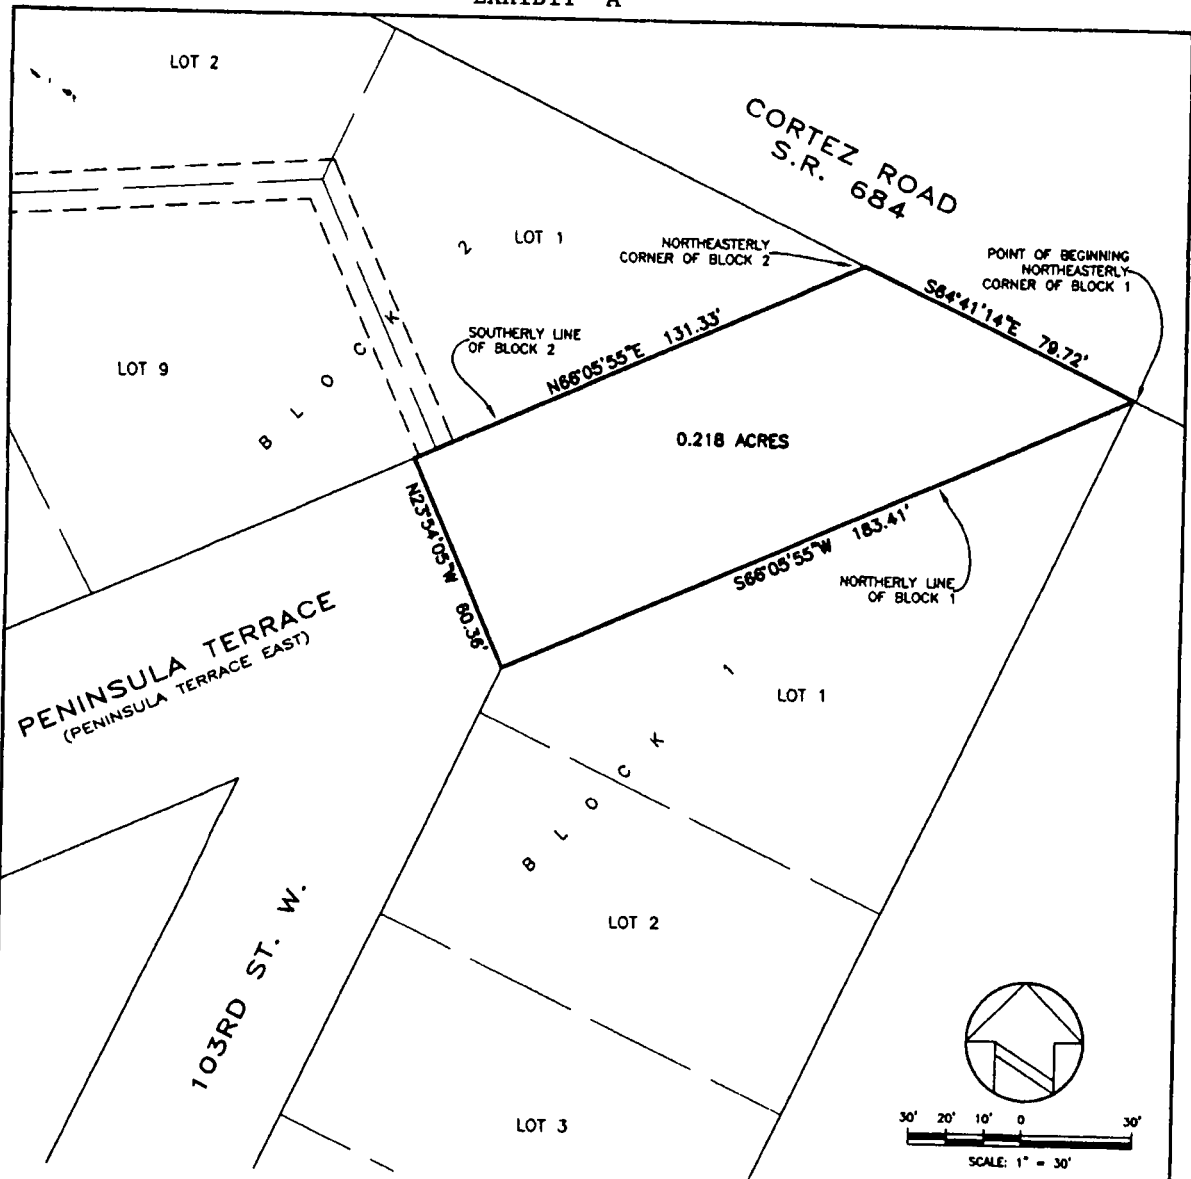 EXHIBIT "A"
LOT 2
CORTEZ ROAD
S.R. 684
2
LOT 1
NORTHEASTERLY
CORNER OF BLOCK 2
POINT OF BEGINNING
NORTHEASTERLY
CORNER OF BLOCK 1
S64°41'14"E 79.72'
SOUTHERLY LINE
OF BLOCK 2
N66°05'55"E 131.33'
LOT 9
BLOCK
0.218 ACRES
N23°54'05"W 60.36'
S66°05'55"W 183.41'
NORTHERLY LINE
OF BLOCK 1
PENINSULA TERRACE
(PENINSULA TERRACE EAST)
LOT 1
BLOCK 1
LOT 2
103RD ST. W.
LOT 3
30' 20' 10' 0 30'
SCALE: 1" = 30'